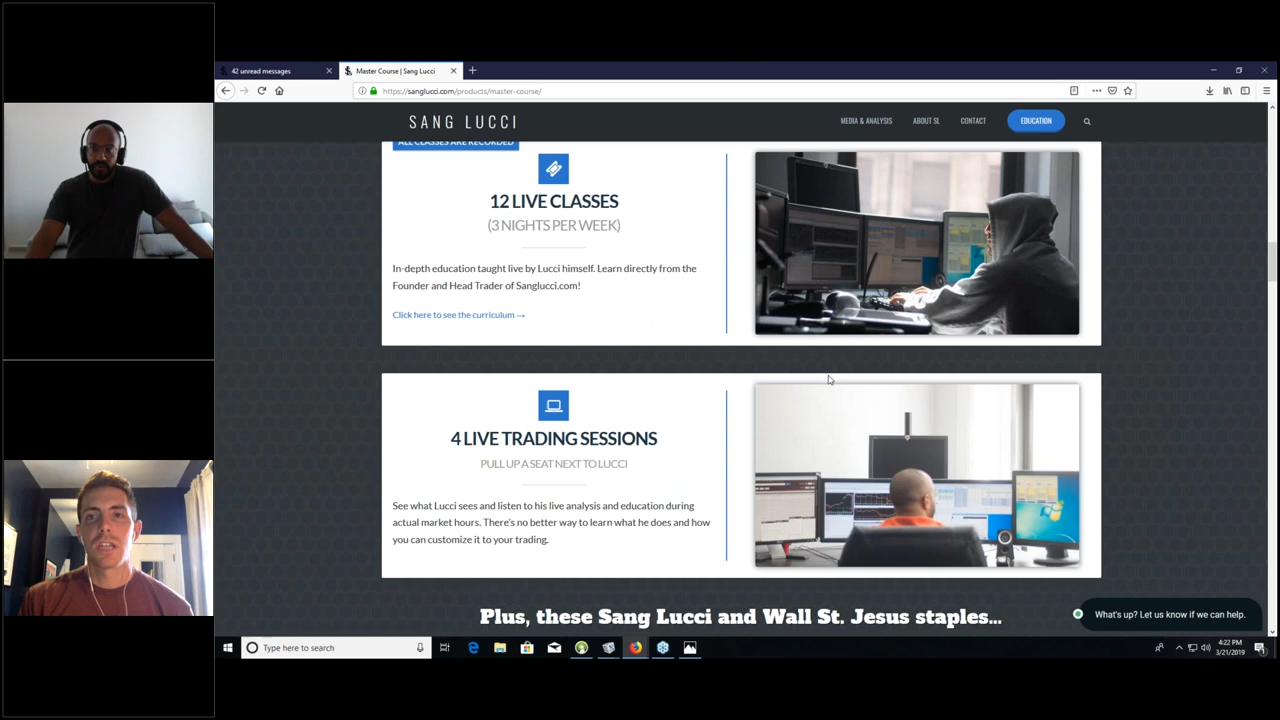 42 unread messages
Master Course | Sang Lucci
https://sanglucci.com/products/master-course/
SANG LUCCI
MEDIA & ANALYSIS
ABOUT SL
CONTACT
EDUCATION
ALL CLASSES ARE RECORDED
12 LIVE CLASSES
(3 NIGHTS PER WEEK)
In-depth education taught live by Lucci himself. Learn directly from the
Founder and Head Trader of Sanglucci.com!
Click here to see the curriculum →
4 LIVE TRADING SESSIONS
PULL UP A SEAT NEXT TO LUCCI
See what Lucci sees and listen to his live analysis and education during
actual market hours. There's no better way to learn what he does and how
you can customize it to your trading.
Plus, these Sang Lucci and Wall St. Jesus staples...
What's up? Let us know if we can help.
Type here to search
4:22 PM
3/21/2019